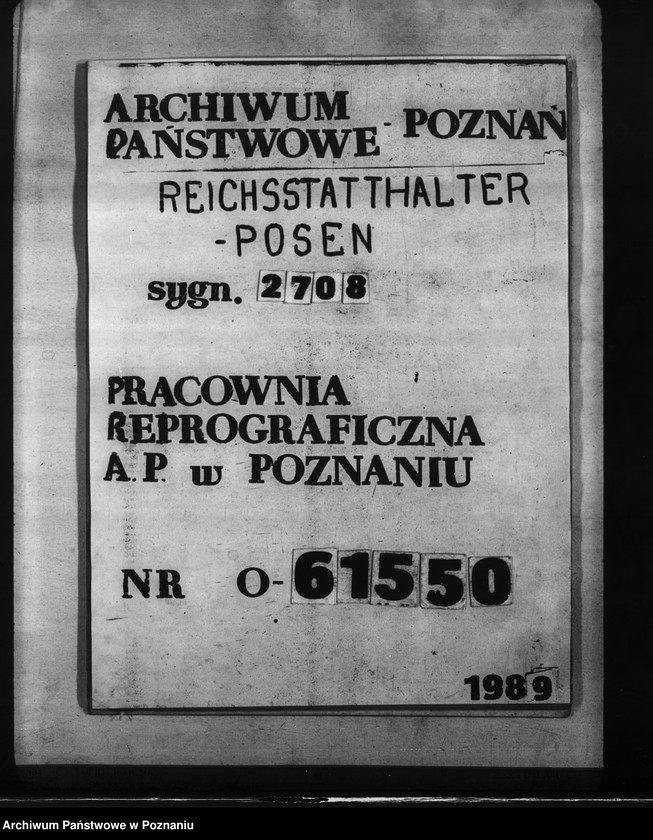 ARCHIWUM
PAŃSTWOWE - POZNAŃ
REICHSSTATTHALTER
-POSEN
sygn. 2708
PRACOWNIA
REPROGRAFICZNA
A.P. w POZNANIU
NR O-61550
1989
Archiwum Państwowe w Poznaniu